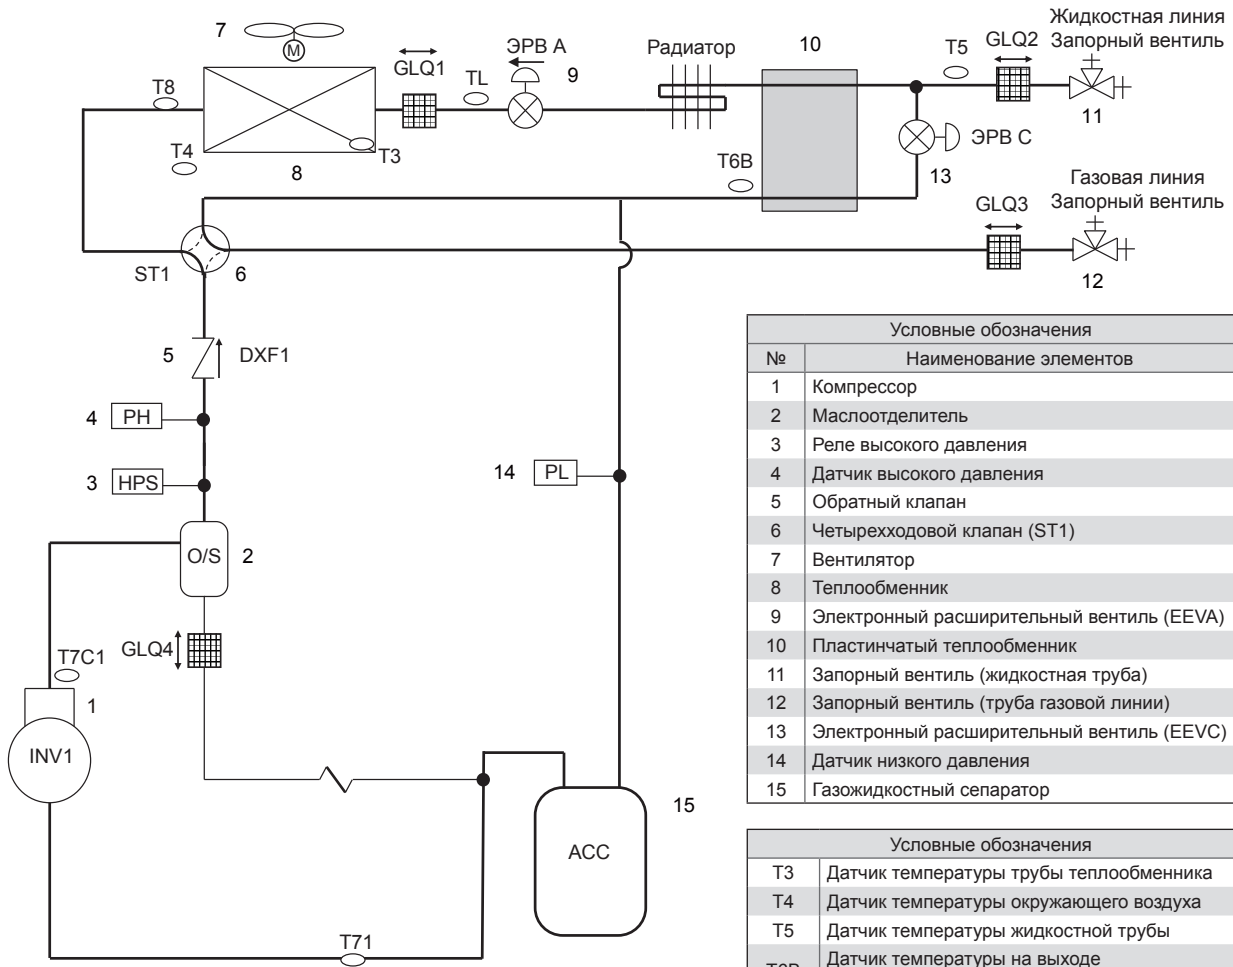 7
M
ЭРВ А
9
GLQ1
TL
Радиатор
10
T5
GLQ2
Жидкостная линия
Запорный вентиль
11
T8
T4
T3
8
T6B
ЭРВ С
13
GLQ3
Газовая линия
Запорный вентиль
12
ST1
6
5
DXF1
4
PH
3
HPS
14
PL
O/S
2
GLQ4
T7C1
1
INV1
15
ACC
T71
Условные обозначения
№ Наименование элементов
1 Компрессор
2 Маслоотделитель
3 Реле высокого давления
4 Датчик высокого давления
5 Обратный клапан
6 Четырехходовой клапан (ST1)
7 Вентилятор
8 Теплообменник
9 Электронный расширительный вентиль (EEVA)
10 Пластинчатый теплообменник
11 Запорный вентиль (жидкостная труба)
12 Запорный вентиль (труба газовой линии)
13 Электронный расширительный вентиль (EEVC)
14 Датчик низкого давления
15 Газожидкостный сепаратор
Условные обозначения
T3 Датчик температуры трубы теплообменника
T4 Датчик температуры окружающего воздуха
T5 Датчик температуры жидкостной трубы
Датчик температуры на выходе